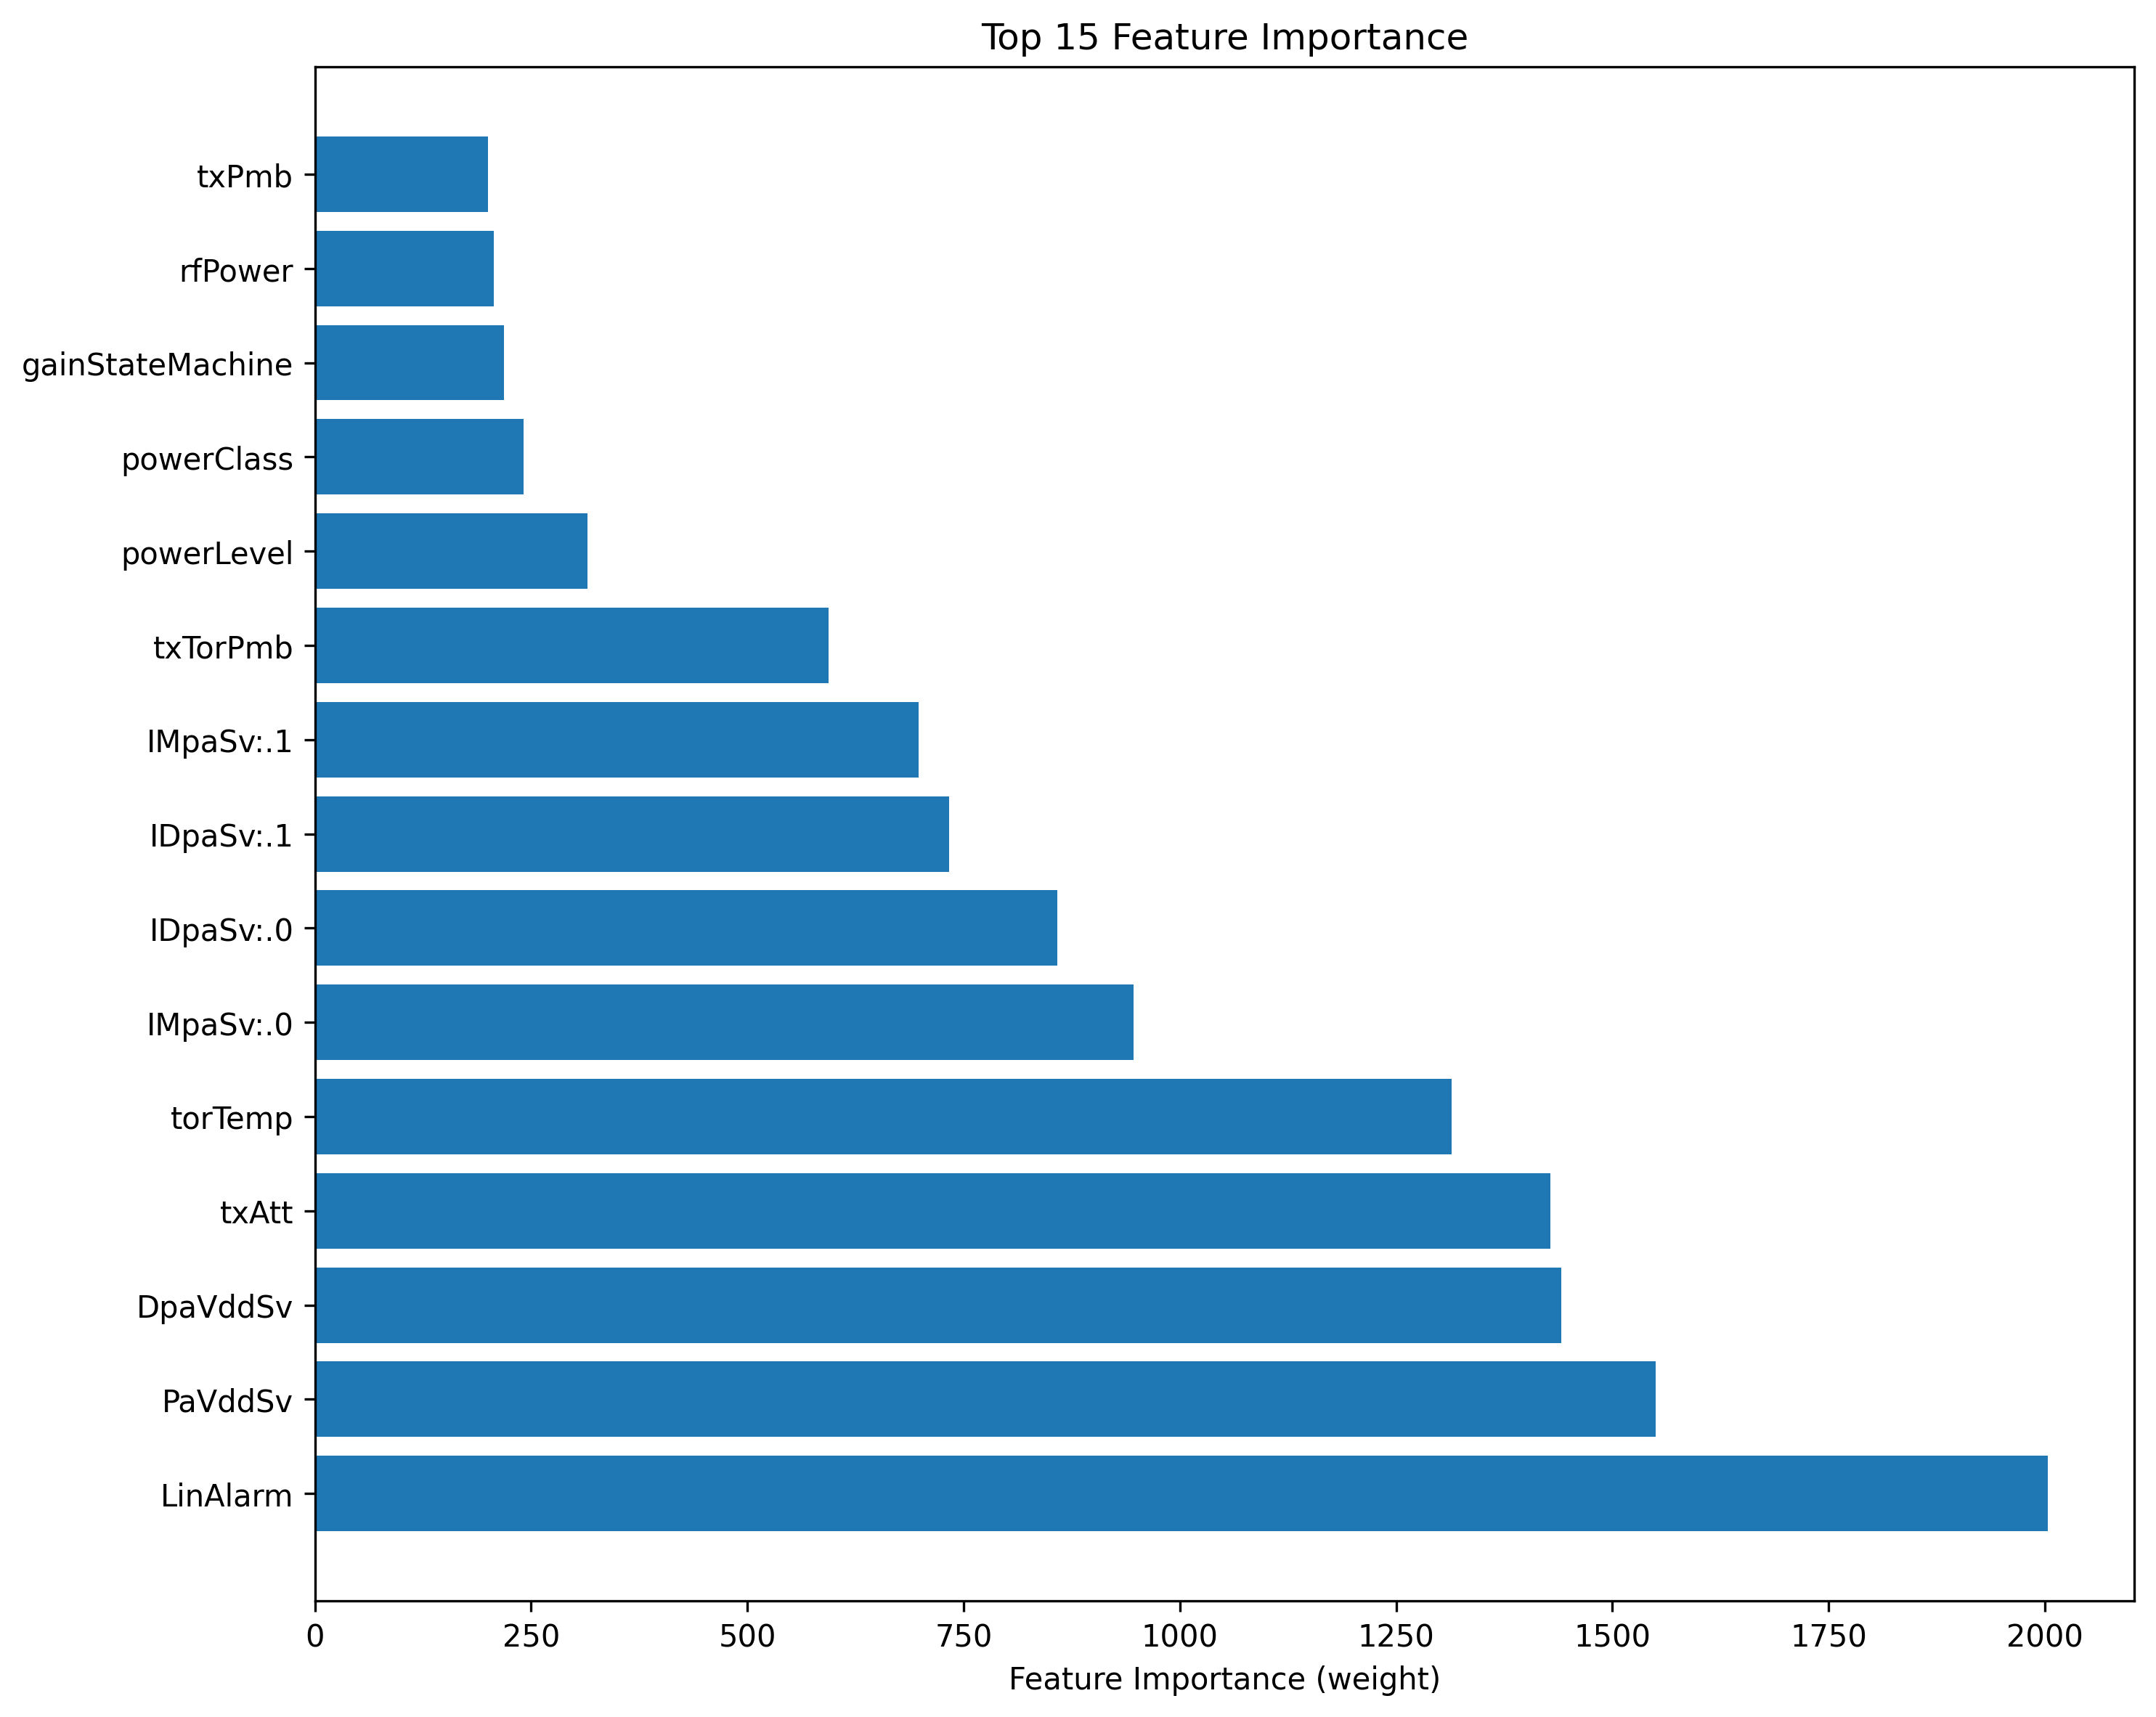 Top 15 Feature Importance
txPmb
rfPower
gainStateMachine
powerClass
powerLevel
txTorPmb
IMpaSv:.1
IDpaSv:.1
IDpaSv:.0
IMpaSv:.0
torTemp
txAtt
DpaVddSv
PaVddSv
LinAlarm
0 250 500 750 1000 1250 1500 1750 2000
Feature Importance (weight)